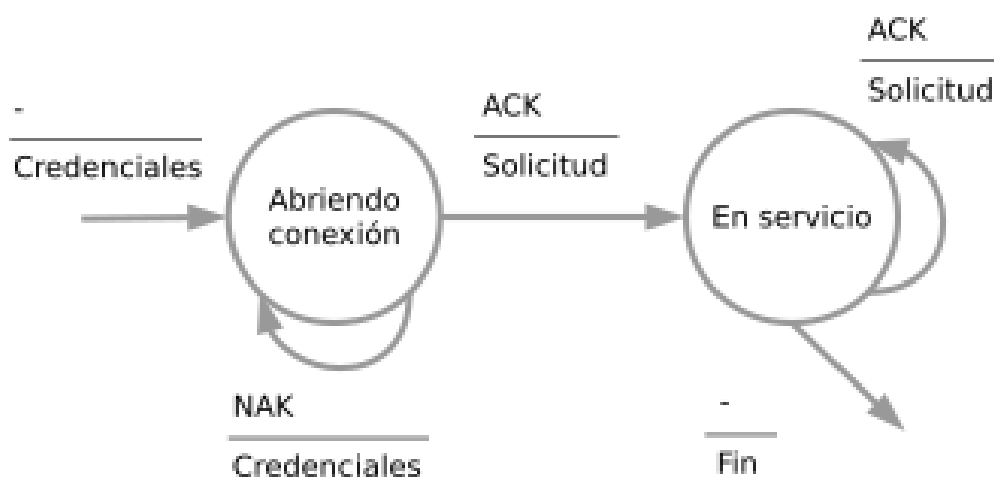 -
Credenciales
Abriendo
conexión
NAK
Credenciales
ACK
Solicitud
En servicio
ACK
Solicitud
-
Fin